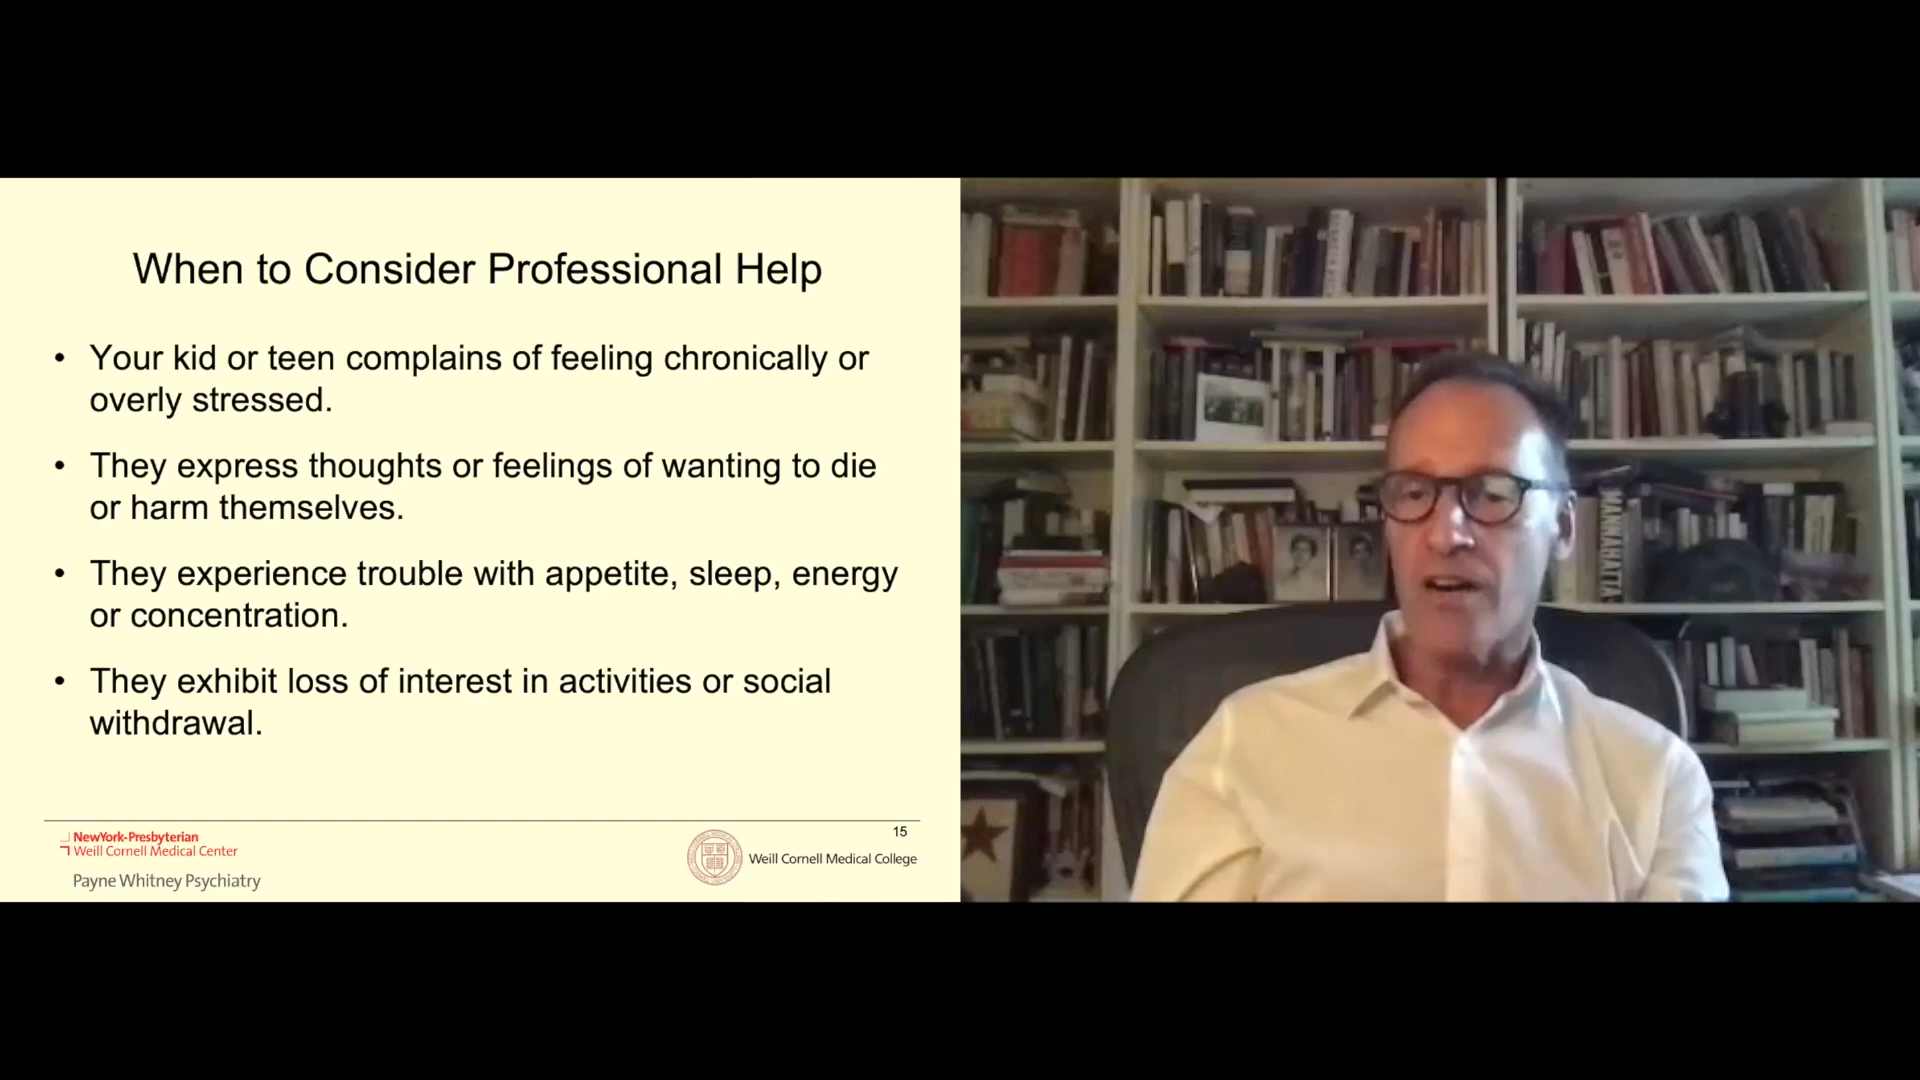 When to Consider Professional Help
• Your kid or teen complains of feeling chronically or
overly stressed.
• They express thoughts or feelings of wanting to die
or harm themselves.
• They experience trouble with appetite, sleep, energy
or concentration.
• They exhibit loss of interest in activities or social
withdrawal.
15
NewYork-Presbyterian
Weill Cornell Medical Center
Payne Whitney Psychiatry
Weill Cornell Medical College
MANNAHATTA